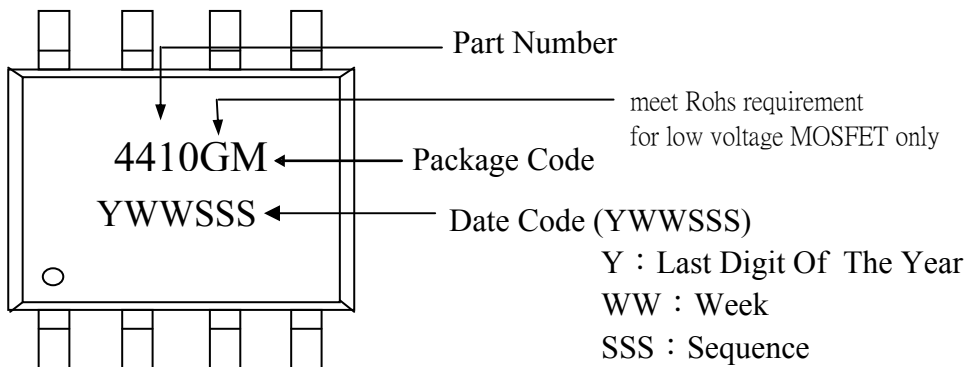 Part Number
meet Rohs requirement
for low voltage MOSFET only
4410GM
Package Code
YWWSSS
Date Code (YWWSSS)
Y：Last Digit Of The Year
WW：Week
SSS：Sequence